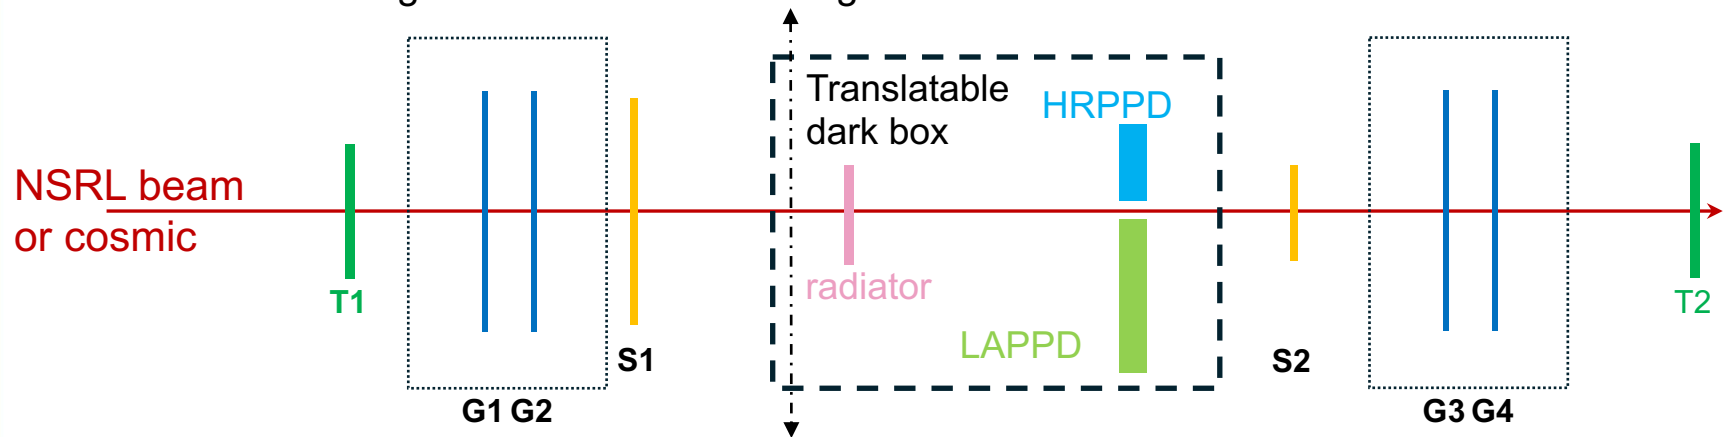 NSRL beam
or cosmic
T1
G1 G2
S1
Translatable
dark box
HRPPD
radiator
LAPPD
S2
G3 G4
T2